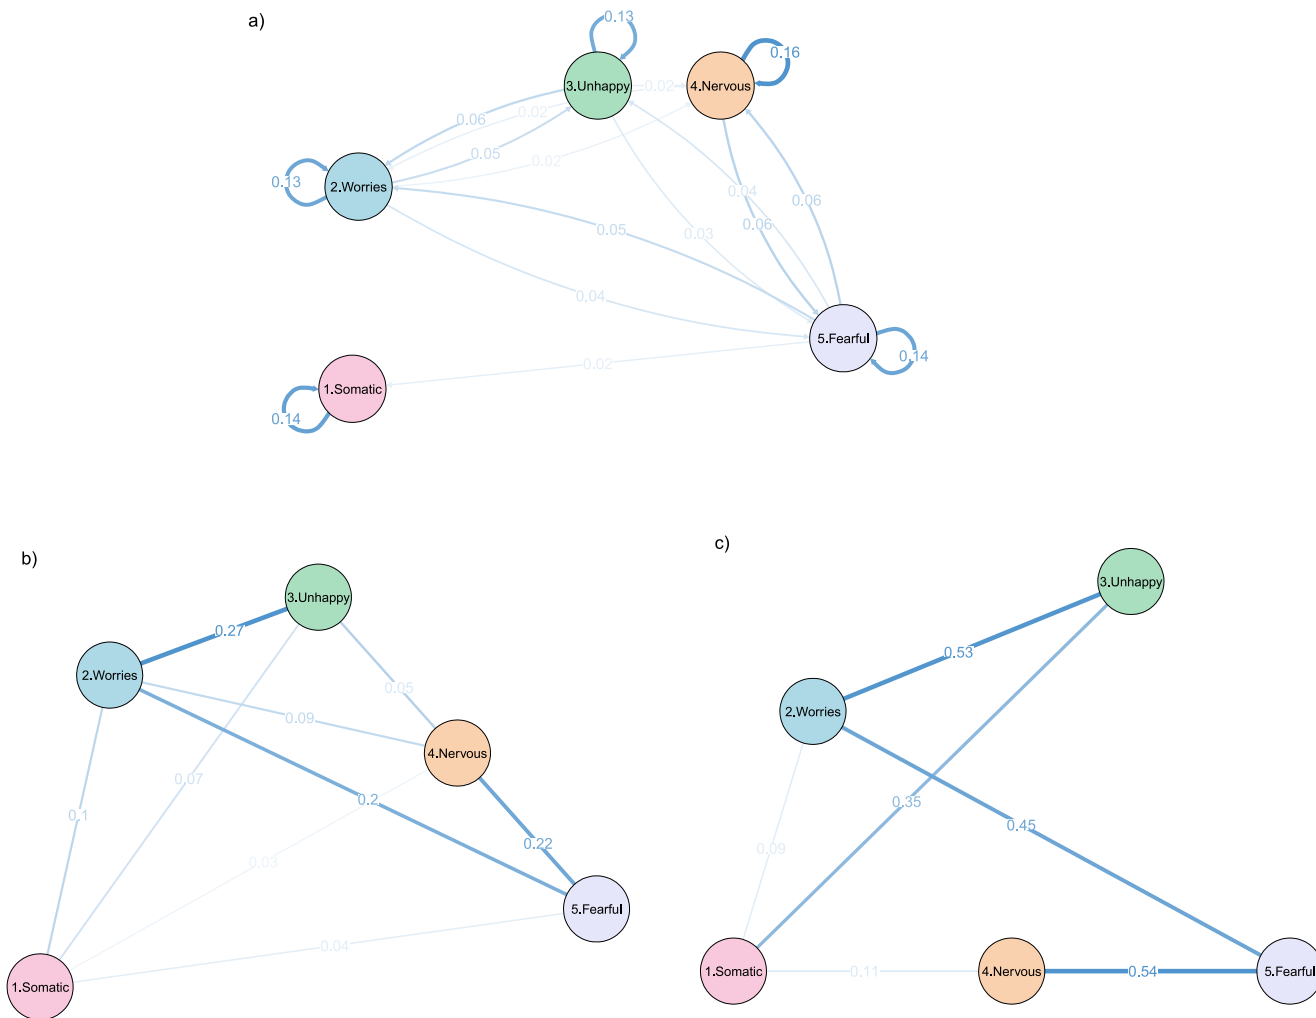 a)
0.13
0.16
3.Unhappy
0.02
4.Nervous
0.02
0.06
0.05
0.02
0.13
2.Worries
0.04
0.06
0.05
0.03
0.06
0.04
5.Fearful
0.14
0.02
1.Somatic
0.14
b)
3.Unhappy
0.27
2.Worries
0.05
0.09
4.Nervous
0.07
0.2
0.1
0.22
0.03
5.Fearful
0.04
1.Somatic
c)
3.Unhappy
0.53
2.Worries
0.35
0.45
0.09
1.Somatic
0.11
4.Nervous
0.54
5.Fearful